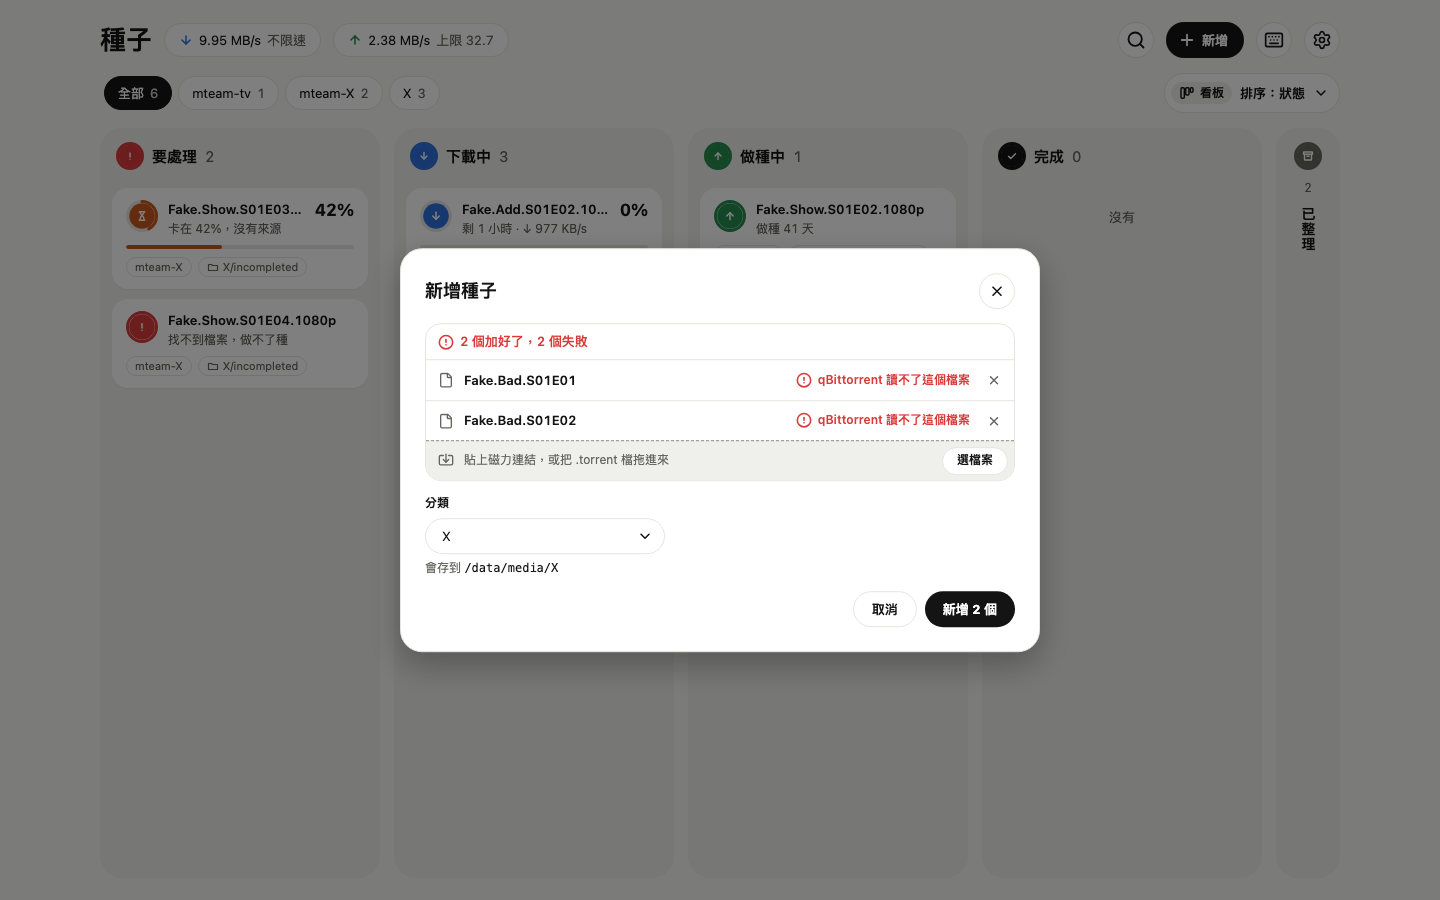 種子
9.95 MB/s 不限速
2.38 MB/s 上限 32.7
新增
全部 6
mteam-tv 1
mteam-X 2
X 3
看板
排序：狀態
要處理 2
下載中 3
做種中 1
完成 0
2
已整理
Fake.Show.S01E03... 42%
卡在 42%，沒有來源
mteam-X
X/incompleted
Fake.Show.S01E04.1080p
找不到檔案，做不了種
mteam-X
X/incompleted
Fake.Add.S01E02.10... 0%
剩 1 小時 · ↓ 977 KB/s
Fake.Show.S01E02.1080p
做種 41 天
沒有
新增種子
2 個加好了，2 個失敗
Fake.Bad.S01E01
qBittorrent 讀不了這個檔案
Fake.Bad.S01E02
qBittorrent 讀不了這個檔案
貼上磁力連結，或把 .torrent 檔拖進來
選檔案
分類
X
會存到 /data/media/X
取消
新增 2 個